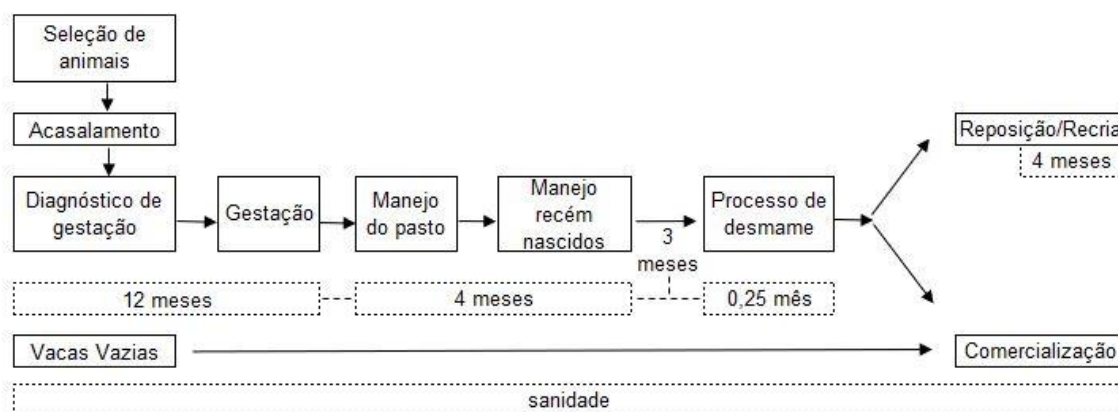 Seleção de
animais
Acasalamento
Reposição/Recria
4 meses
Diagnóstico de
gestação
Gestação
Manejo
do pasto
Manejo
recém
nascidos
3
meses
Processo de
desmame
12 meses
4 meses
0,25 mês
Vacas Vazias
Comercialização
sanidade